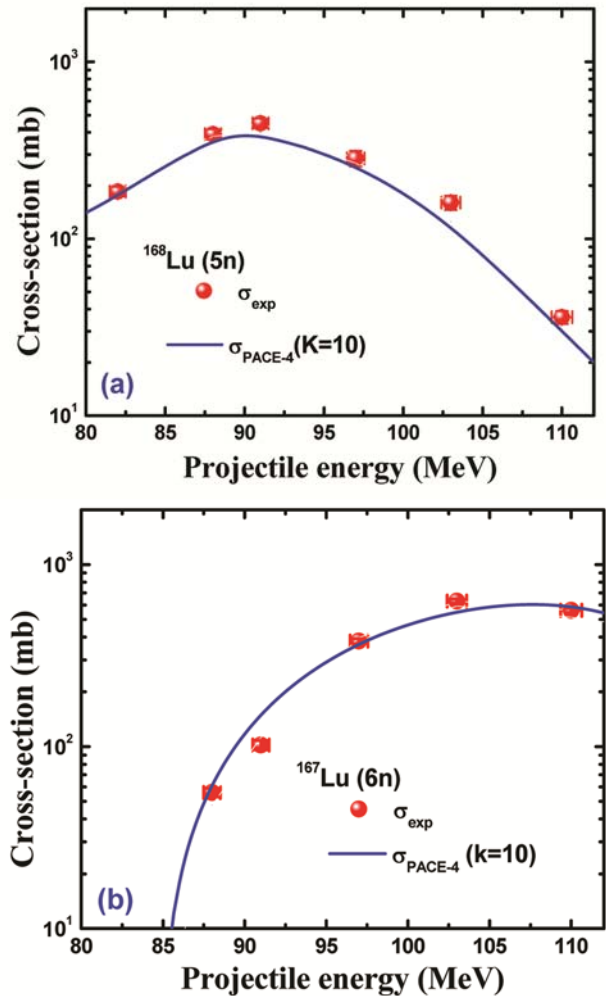 10³
10²
10¹
Cross-section (mb)
¹⁶⁸Lu (5n)
σexp
σPACE-4 (K=10)
(a)
80 85 90 95 100 105 110
Projectile energy (MeV)
10³
10²
10¹
Cross-section (mb)
¹⁶⁷Lu (6n)
σexp
σPACE-4 (k=10)
(b)
80 85 90 95 100 105 110
Projectile energy (MeV)